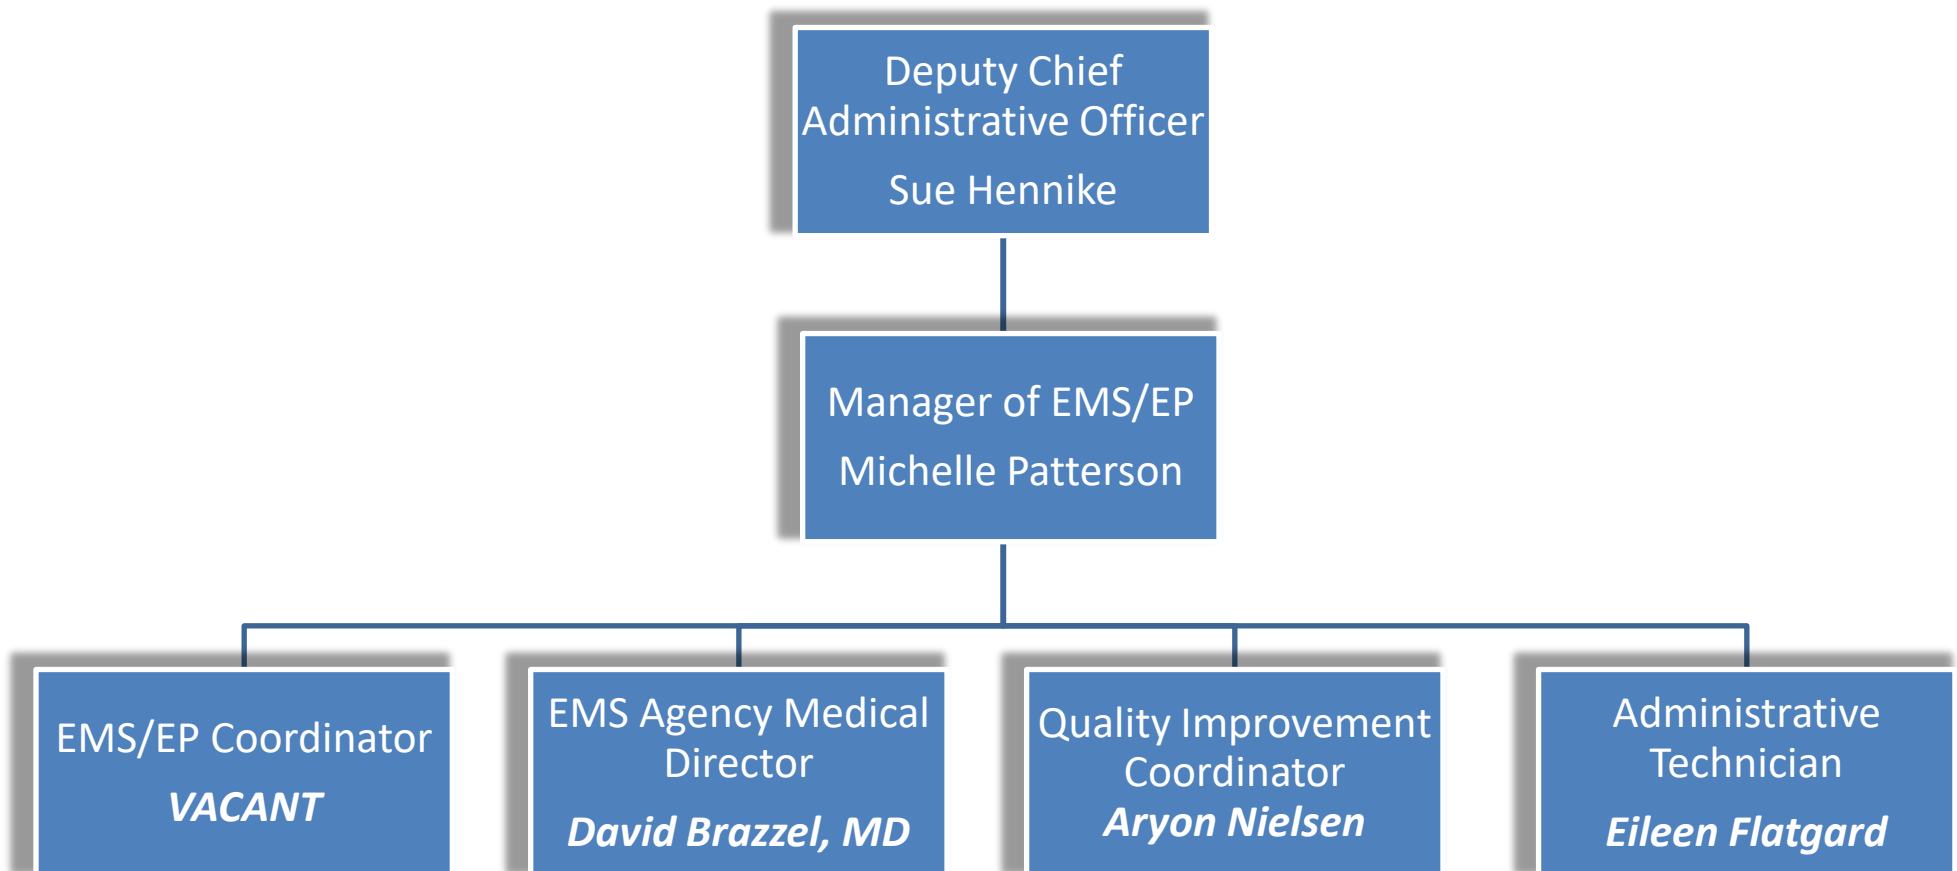 Deputy Chief
Administrative Officer
Sue Hennike
Manager of EMS/EP
Michelle Patterson
EMS/EP Coordinator
VACANT
EMS Agency Medical
Director
David Brazzel, MD
Quality Improvement
Coordinator
Aryon Nielsen
Administrative
Technician
Eileen Flatgard